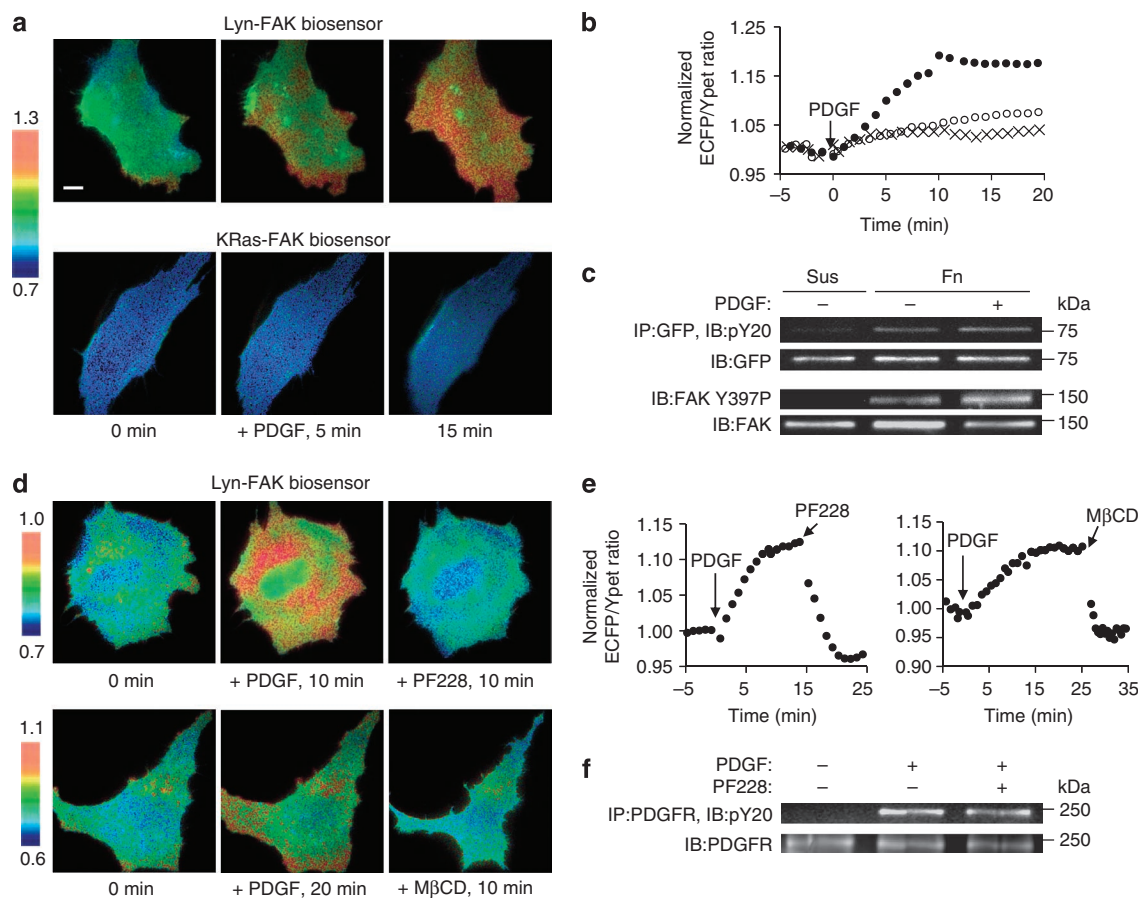 a
Lyn-FAK biosensor
1.3
0.7
KRas-FAK biosensor
0 min
+ PDGF, 5 min
15 min
b
Normalized
ECFP/Ypet ratio
1.15
1.10
1.05
1.00
0.95
PDGF
–5
0
5
10
15
20
Time (min)
c
Sus
Fn
PDGF:
–
–
+
kDa
IP:GFP, IB:pY20
75
IB:GFP
75
IB:FAK Y397P
150
IB:FAK
150
d
Lyn-FAK biosensor
1.0
0.7
0 min
+ PDGF, 10 min
+ PF228, 10 min
1.1
0.6
0 min
+ PDGF, 20 min
+ MβCD, 10 min
e
Normalized
ECFP/Ypet ratio
1.15
1.10
1.05
1.00
0.95
PDGF
PF228
–5
5
15
25
Time (min)
1.15
1.10
1.05
1.00
0.95
0.90
PDGF
MβCD
–5
5
15
25
35
Time (min)
f
PDGF:
–
+
+
PF228:
–
–
+
kDa
IP:PDGFR, IB:pY20
250
IB:PDGFR
250